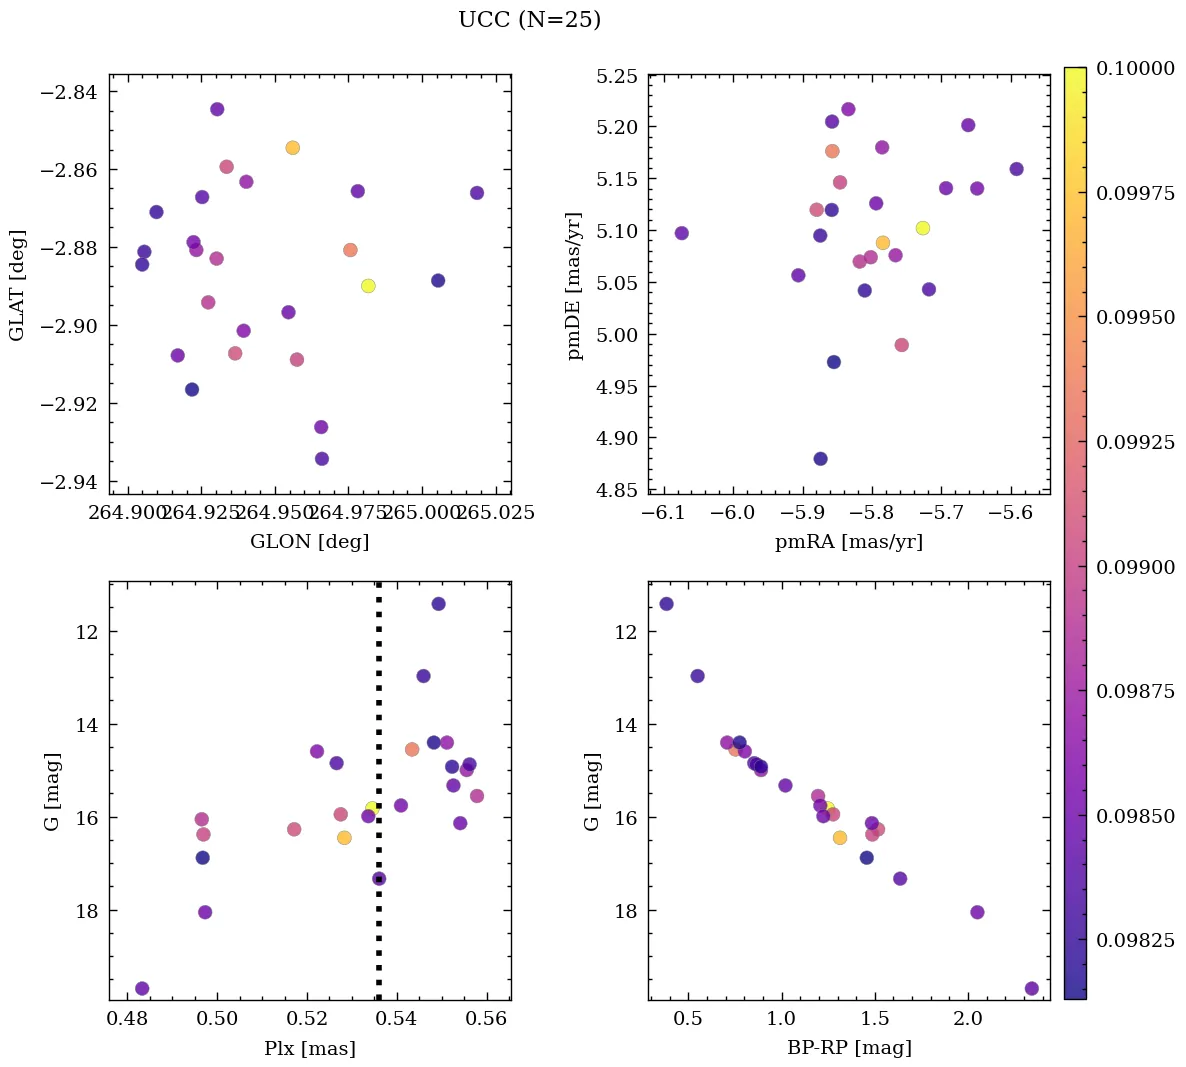 UCC (N=25)
−2.84
−2.86
−2.88
−2.90
−2.92
−2.94
GLAT [deg]
264.900 264.925 264.950 264.975 265.000 265.025
GLON [deg]
5.25
5.20
5.15
5.10
5.05
5.00
4.95
4.90
4.85
pmDE [mas/yr]
−6.1 −6.0 −5.9 −5.8 −5.7 −5.6
pmRA [mas/yr]
12
14
16
18
G [mag]
0.48 0.50 0.52 0.54 0.56
Plx [mas]
12
14
16
18
G [mag]
0.5 1.0 1.5 2.0
BP-RP [mag]
0.10000
0.09975
0.09950
0.09925
0.09900
0.09875
0.09850
0.09825